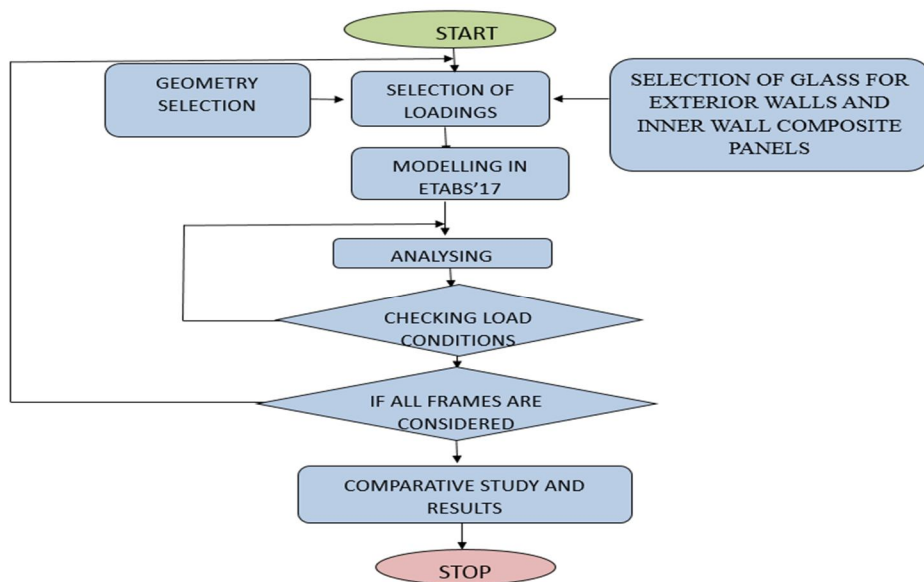 START
GEOMETRY
SELECTION
SELECTION OF
LOADINGS
SELECTION OF GLASS FOR
EXTERIOR WALLS AND
INNER WALL COMPOSITE
PANELS
MODELLING IN
ETABS’17
ANALYSING
CHECKING LOAD
CONDITIONS
IF ALL FRAMES ARE
CONSIDERED
COMPARATIVE STUDY AND
RESULTS
STOP